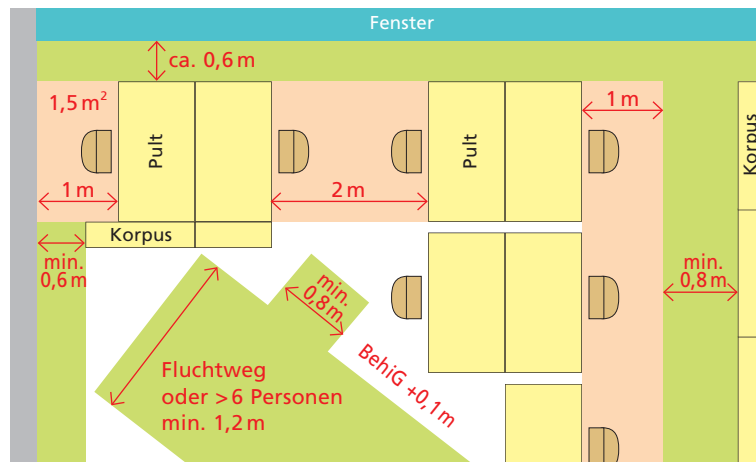 Fenster
ca. 0,6 m
1,5 m²
1 m
Pult
2 m
Pult
1 m
Korpus
Korpus
min.
0,6 m
min.
0,8 m
min.
0,8 m
Fluchtweg
oder >6 Personen
min. 1,2 m
BehiG +0,1 m